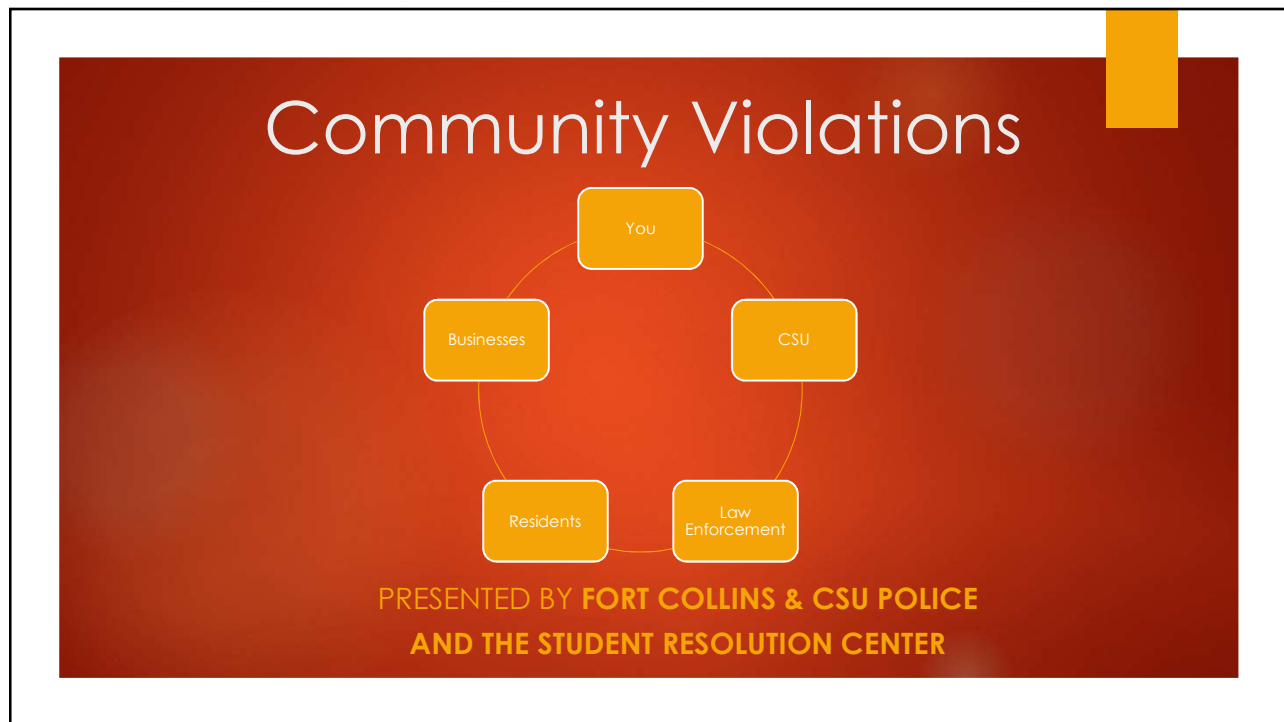 Community Violations
You
CSU
Law
Enforcement
Residents
Businesses
PRESENTED BY FORT COLLINS & CSU POLICE
AND THE STUDENT RESOLUTION CENTER